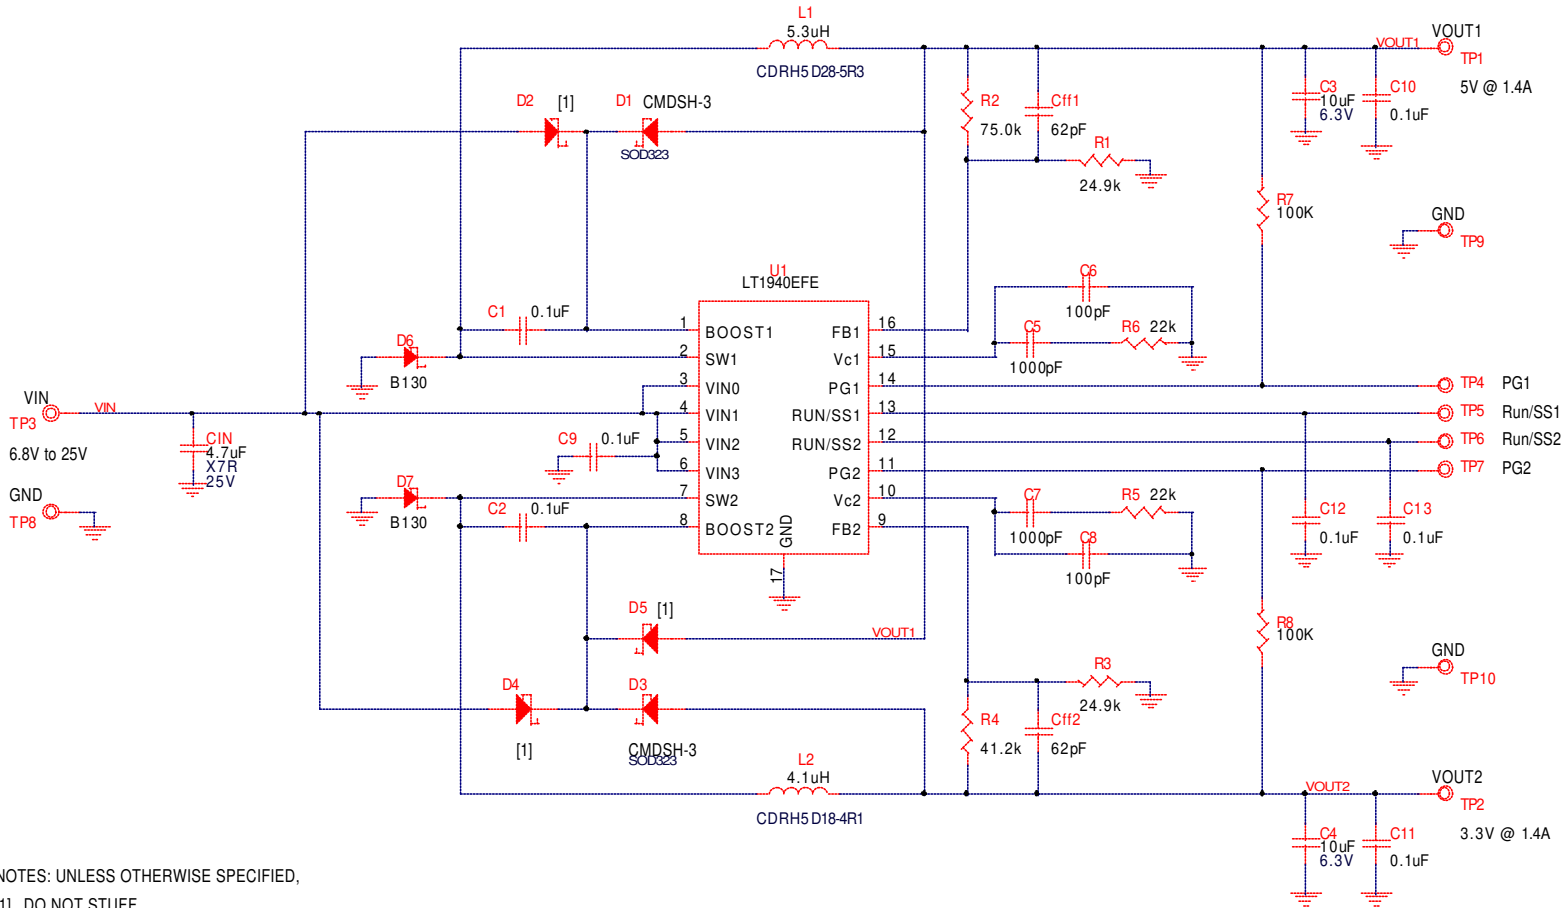 L1
5.3uH
CDRH5D28-5R3
VOUT1
VOUT1
TP1
5V @ 1.4A
D2
[1]
D1
CMDSH-3
SOD323
R2
75.0k
Cff1
62pF
R1
24.9k
C3
10uF
6.3V
C10
0.1uF
R7
100K
GND
TP9
U1
LT1940EFE
C1
0.1uF
D6
B130
1
BOOST1
2
SW1
3
VIN0
4
VIN1
5
VIN2
6
VIN3
7
SW2
8
BOOST2
GND
17
16
FB1
15
Vc1
14
PG1
13
RUN/SS1
12
RUN/SS2
11
PG2
10
Vc2
9
FB2
C6
100pF
C5
1000pF
R6
22k
TP4
PG1
TP5
Run/SS1
TP6
Run/SS2
TP7
PG2
VIN
VIN
TP3
6.8V to 25V
CIN
4.7uF
X7R
25V
GND
TP8
C9
0.1uF
D7
B130
C2
0.1uF
C7
1000pF
R5
22k
C8
100pF
C12
0.1uF
C13
0.1uF
D5
[1]
VOUT1
D4
[1]
D3
CMDSH-3
SOD323
R3
24.9k
R4
41.2k
Cff2
62pF
R8
100K
GND
TP10
L2
4.1uH
CDRH5D18-4R1
VOUT2
VOUT2
TP2
3.3V @ 1.4A
C4
10uF
6.3V
C11
0.1uF
NOTES: UNLESS OTHERWISE SPECIFIED,
1] DO NOT STUFF